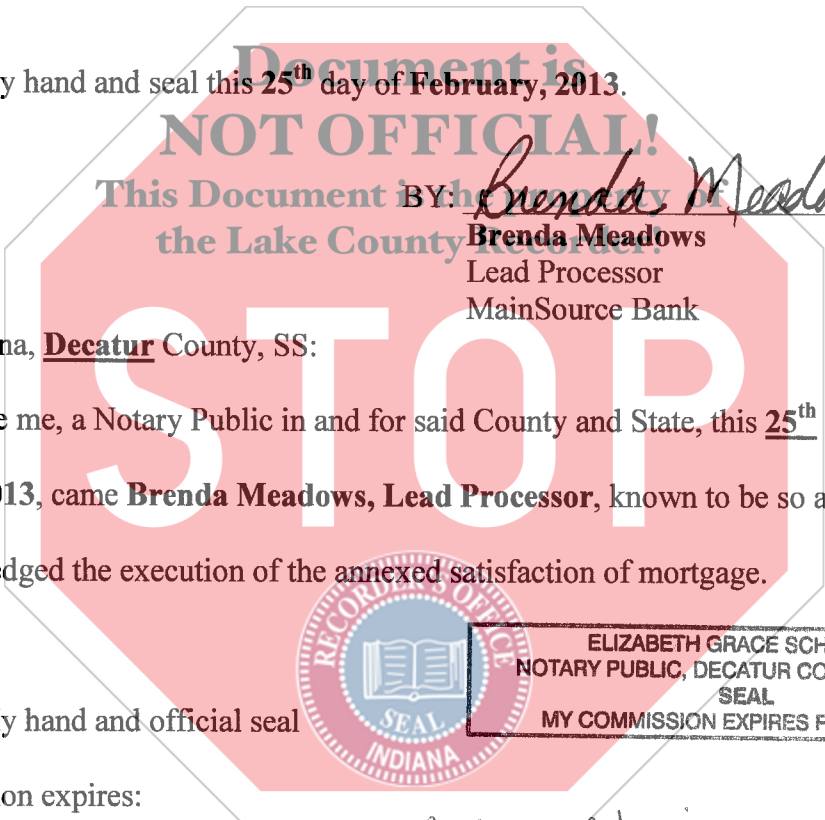 Document is
y hand and seal this 25th day of February, 2013.
NOT OFFICIAL!
This Document is the property of
BY: Brenda
the Lake County Recorder!
Brenda Meadows
Lead Processor
MainSource Bank
na, Decatur County, SS:
STOP
e me, a Notary Public in and for said County and State, this 25th
13, came Brenda Meadows, Lead Processor, known to be so a
dged the execution of the annexed satisfaction of mortgage.
RECORDER'S OFFICE
SEAL
INDIANA
ELIZABETH GRACE SCH
NOTARY PUBLIC, DECATUR CO
SEAL
MY COMMISSION EXPIRES F
y hand and official seal
on expires: